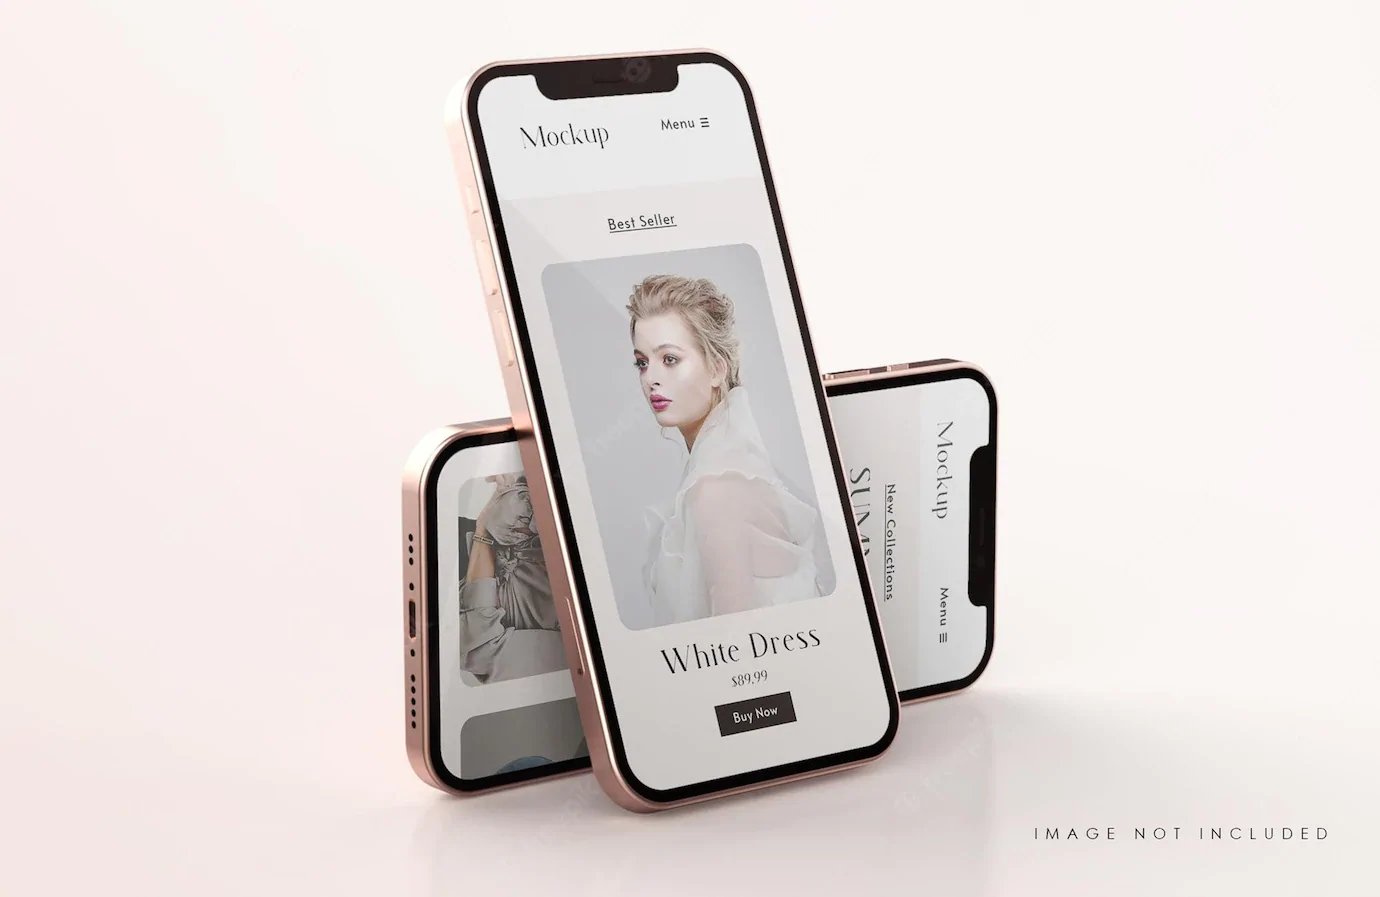 Mockup
Menu
Best Seller
White Dress
$89,99
Buy Now
Mockup
Menu
New Collections
IMAGE NOT INCLUDED